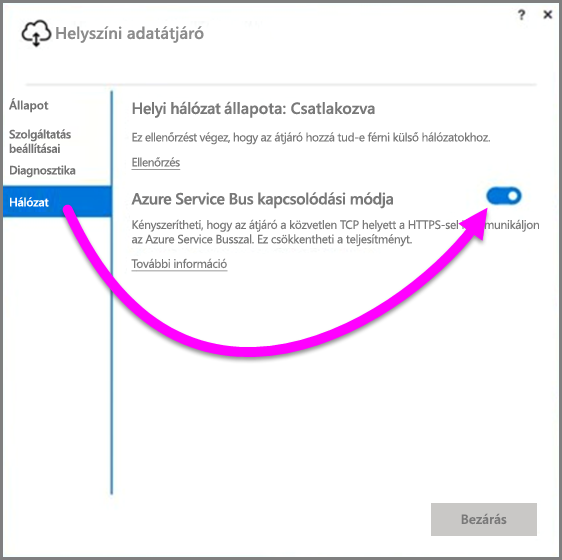 ? ×
Helyszíni adatátjáró
Állapot
Szolgáltatás
beállításai
Diagnosztika
Hálózat
Helyi hálózat állapota: Csatlakozva
Ez ellenőrzést végez, hogy az átjáró hozzá tud-e férni külső hálózatokhoz.
Ellenőrzés
Azure Service Bus kapcsolódási módja
Kényszerítheti, hogy az átjáró a közvetlen TCP helyett a HTTPS-sel
az Azure Service Busszal. Ez csökkentheti a teljesítményt.
További információ
Bezárás